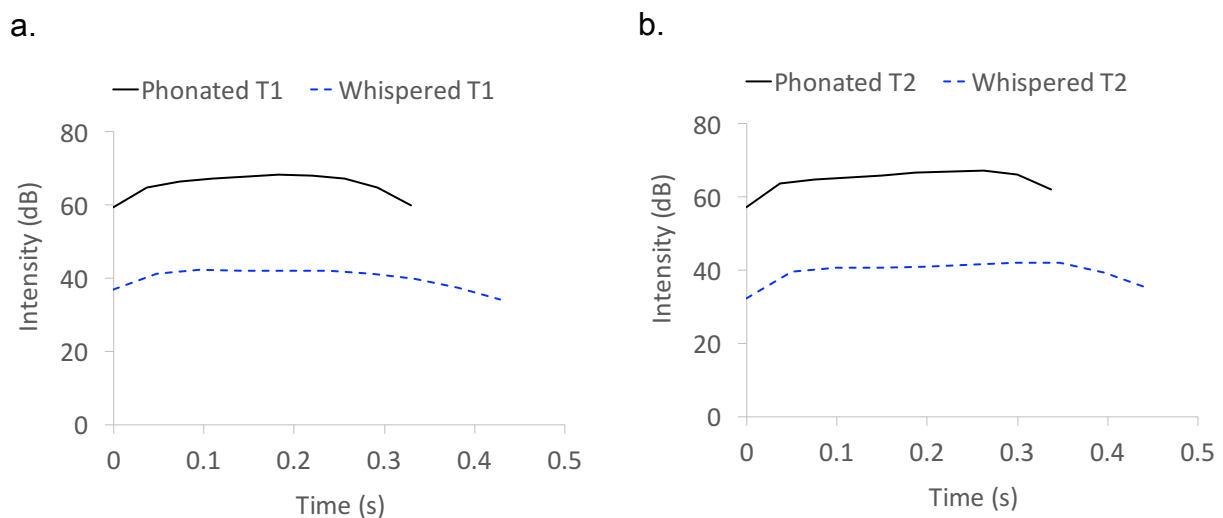 a.
Phonated T1 Whispered T1
80
60
40
20
0
Intensity (dB)
0 0.1 0.2 0.3 0.4 0.5
Time (s)
b.
Phonated T2 Whispered T2
80
60
40
20
0
Intensity (dB)
0 0.1 0.2 0.3 0.4 0.5
Time (s)